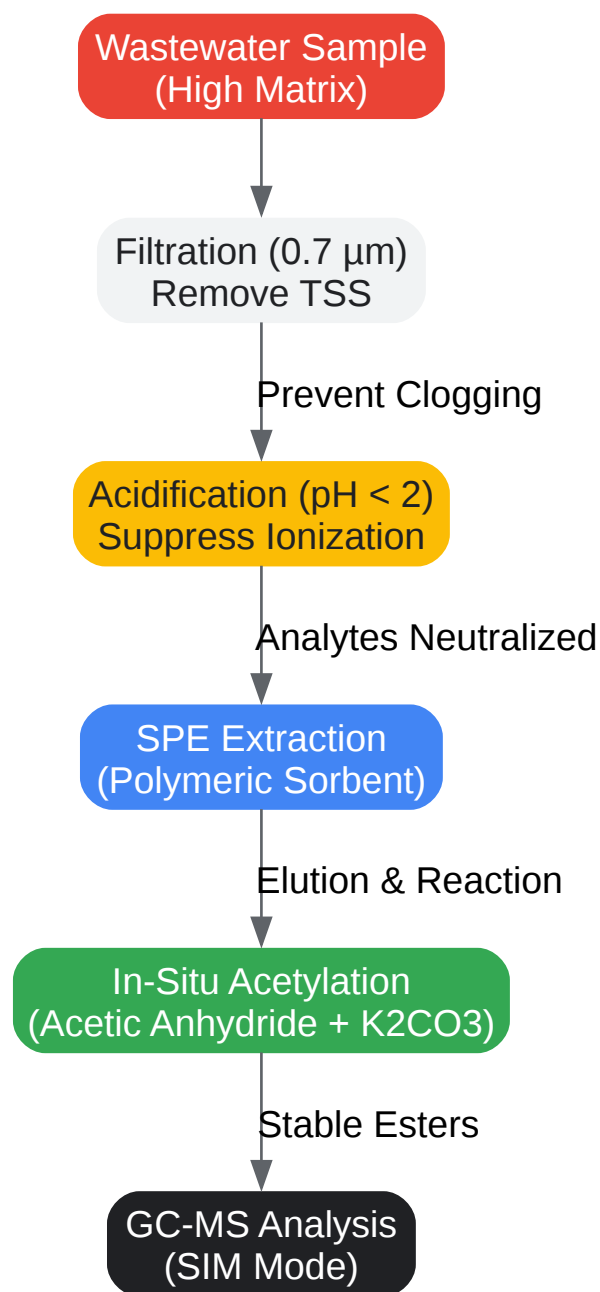 Wastewater Sample
(High Matrix)
Filtration (0.7 µm)
Remove TSS
Prevent Clogging
Acidification (pH < 2)
Suppress Ionization
Analytes Neutralized
SPE Extraction
(Polymeric Sorbent)
Elution & Reaction
In-Situ Acetylation
(Acetic Anhydride + K2CO3)
Stable Esters
GC-MS Analysis
(SIM Mode)